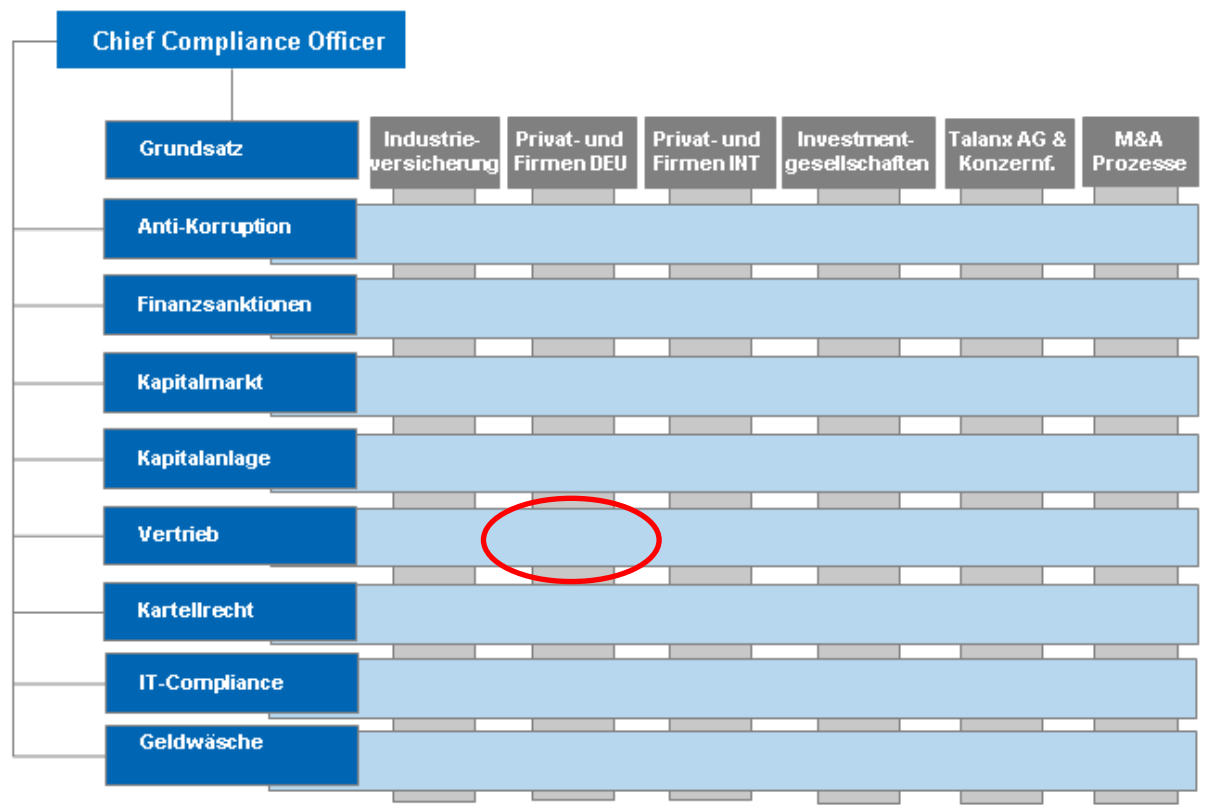 Chief Compliance Officer
Grundsatz
Industrie-
versicherung
Privat- und
Firmen DEU
Privat- und
Firmen INT
Investment-
gesellschaften
Talanx AG &
Konzernf.
M&A
Prozesse
Anti-Korruption
Finanzsanktionen
Kapitalmarkt
Kapitalanlage
Vertrieb
Kartellrecht
IT-Compliance
Geldwäsche